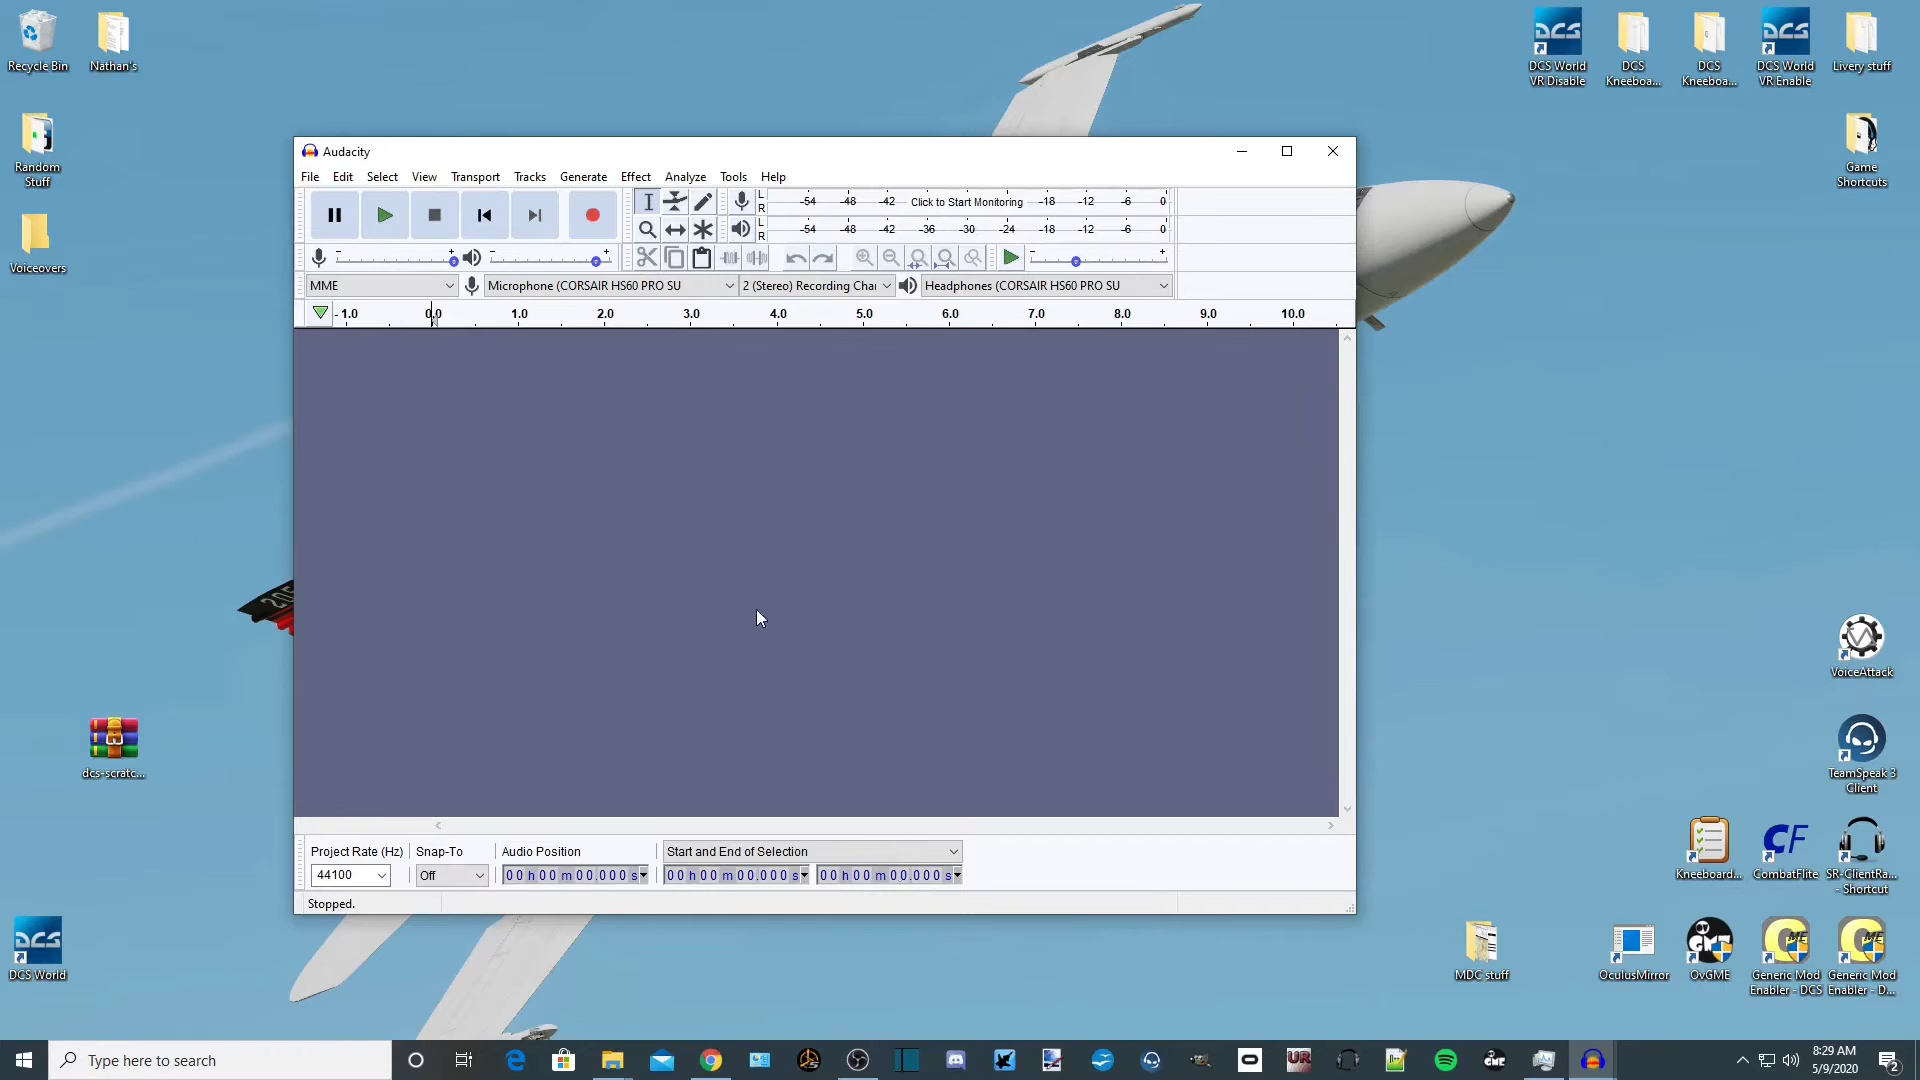 Recycle Bin
Nathan's
DCS World
VR Disable
DCS
Kneeboa...
DCS
Kneeboa...
DCS World
VR Enable
Livery stuff
Random
Stuff
Game
Shortcuts
Voiceovers
Audacity
File Edit Select View Transport Tracks Generate Effect Analyze Tools Help
L
R
-54 -48 -42 Click to Start Monitoring -18 -12 -6 0
L
R
-54 -48 -42 -36 -30 -24 -18 -12 -6 0
- + - +
- +
MME Microphone (CORSAIR HS60 PRO SU 2 (Stereo) Recording Char Headphones (CORSAIR HS60 PRO SU
-1.0 0.0 1.0 2.0 3.0 4.0 5.0 6.0 7.0 8.0 9.0 10.0
205
VoiceAttack
dcs-scratc...
TeamSpeak 3
Client
Project Rate (Hz) Snap-To Audio Position Start and End of Selection
44100 Off 00 h 00 m 00.000 s 00 h 00 m 00.000 s 00 h 00 m 00.000 s
Stopped.
CF
Kneeboard...
CombatFlite
SR-ClientRa...
- Shortcut
DCS
DCS World
MDC stuff
OculusMirror
OvGME
Generic Mod
Enabler - DCS
Generic Mod
Enabler - D...
Type here to search
UR
8:29 AM
5/9/2020
2